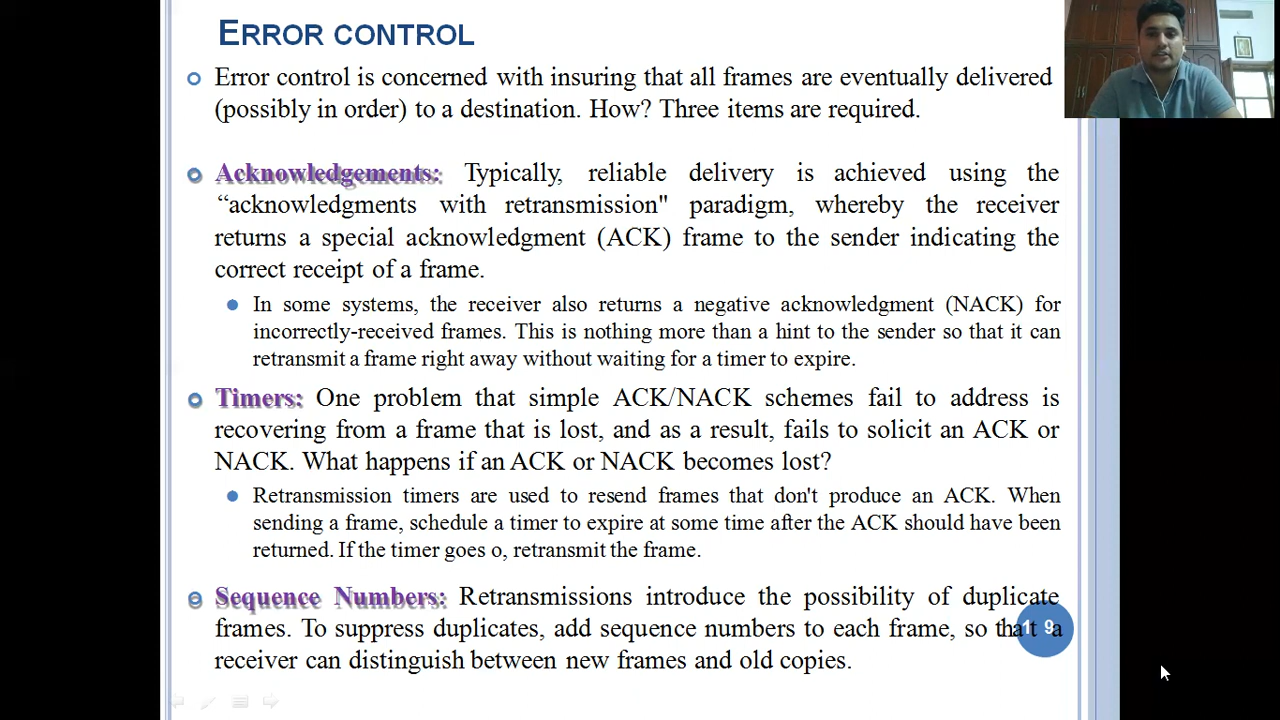 ERROR CONTROL
Error control is concerned with insuring that all frames are eventually delivered
(possibly in order) to a destination. How? Three items are required.
Acknowledgements: Typically, reliable delivery is achieved using the
“acknowledgments with retransmission" paradigm, whereby the receiver
returns a special acknowledgment (ACK) frame to the sender indicating the
correct receipt of a frame.
In some systems, the receiver also returns a negative acknowledgment (NACK) for
incorrectly-received frames. This is nothing more than a hint to the sender so that it can
retransmit a frame right away without waiting for a timer to expire.
Timers: One problem that simple ACK/NACK schemes fail to address is
recovering from a frame that is lost, and as a result, fails to solicit an ACK or
NACK. What happens if an ACK or NACK becomes lost?
Retransmission timers are used to resend frames that don't produce an ACK. When
sending a frame, schedule a timer to expire at some time after the ACK should have been
returned. If the timer goes o, retransmit the frame.
Sequence Numbers: Retransmissions introduce the possibility of duplicate
frames. To suppress duplicates, add sequence numbers to each frame, so that a
receiver can distinguish between new frames and old copies.
19